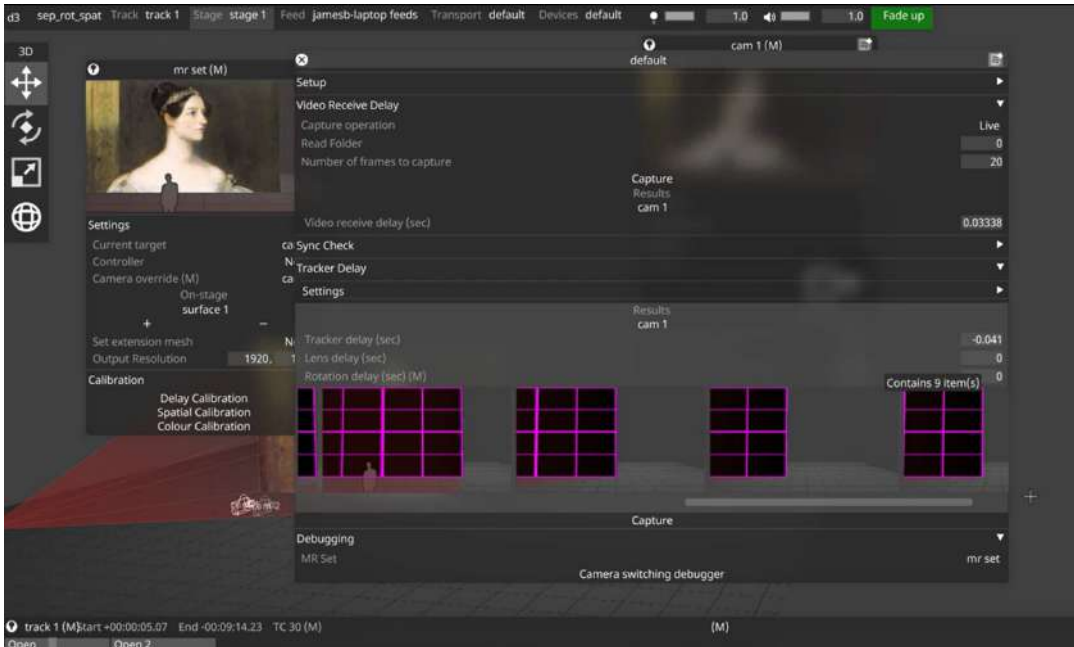 d3 sep_rot_spat Track track 1 Stage stage 1 Feed jamesb-laptop feeds Transport default Devices default 1.0 1.0 Fade up
3D
cam 1 (M)
mr set (M)
Settings
Current target ca
Controller N
Camera override (M) ca
On-stage
surface 1
+ -
Set extension mesh N
Output Resolution 1920, 1
Calibration
Delay Calibration
Spatial Calibration
Colour Calibration
default
Setup
Video Receive Delay
Capture operation Live
Read Folder 0
Number of frames to capture 20
Capture
Results
cam 1
Video receive delay (sec) 0.03338
Sync Check
Tracker Delay
Settings
Results
cam 1
Tracker delay (sec) -0.041
Lens delay (sec) 0
Rotation delay (sec) (M) 0
Contains 9 item(s)
Capture
Debugging
MR Set mr set
Camera switching debugger
track 1 (M) Start +00:00:05.07 End -00:09:14.23 TC 30 (M) (M)
Open Open 2